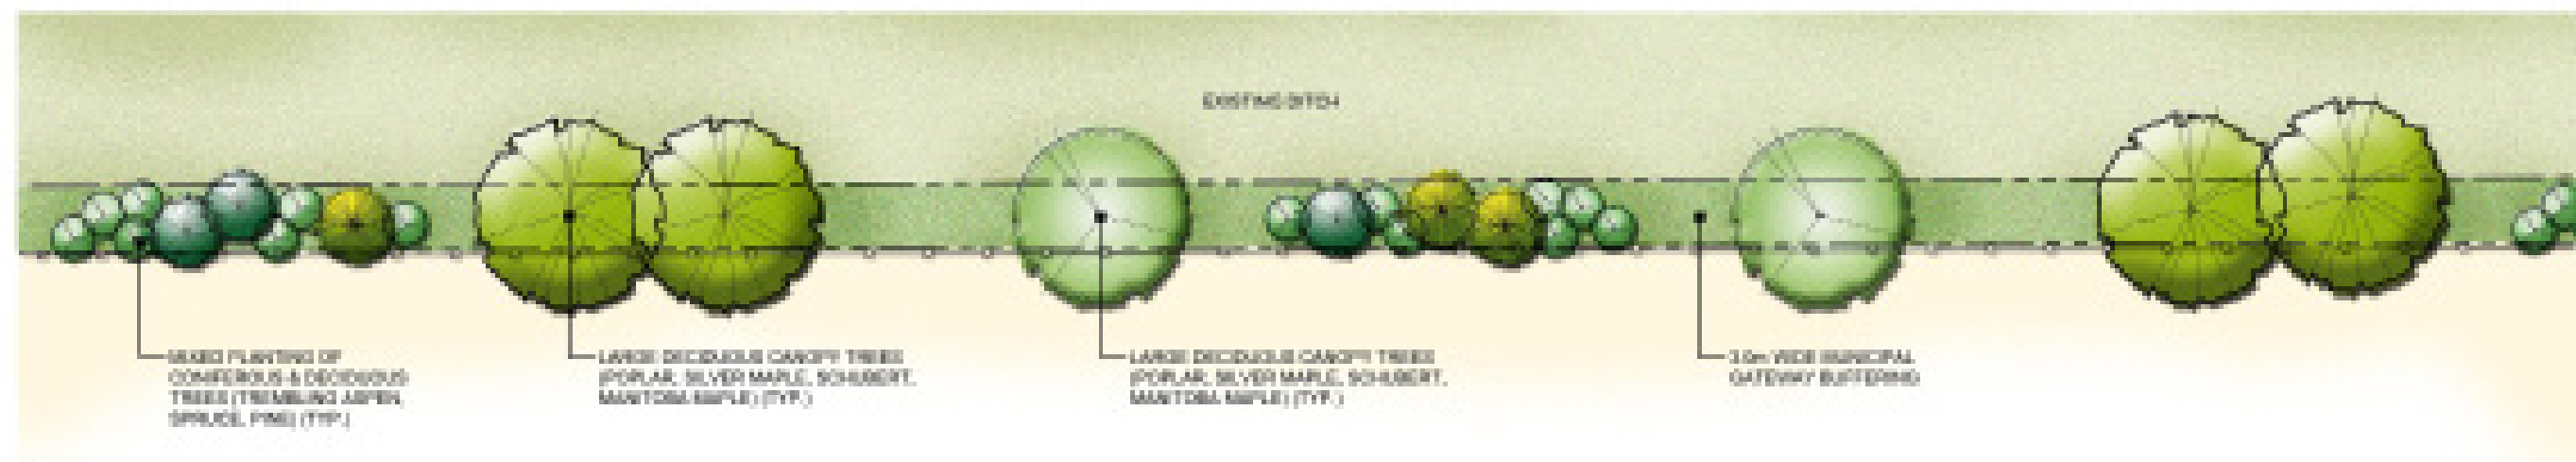 EXISTING DITCH
MIXED PLANTING OF
CONIFEROUS & DECIDUOUS
TREES (TREMBLING ASPEN,
SPRUCE, PINE) (TYP.)
LARGE DECIDUOUS CANOPY TREES
(POPLAR, SILVER MAPLE, SCHUBERT,
MANITOBA MAPLE) (TYP.)
LARGE DECIDUOUS CANOPY TREES
(POPLAR, SILVER MAPLE, SCHUBERT,
MANITOBA MAPLE) (TYP.)
WIDE MUNICIPAL
GATEWAY BUFFERING